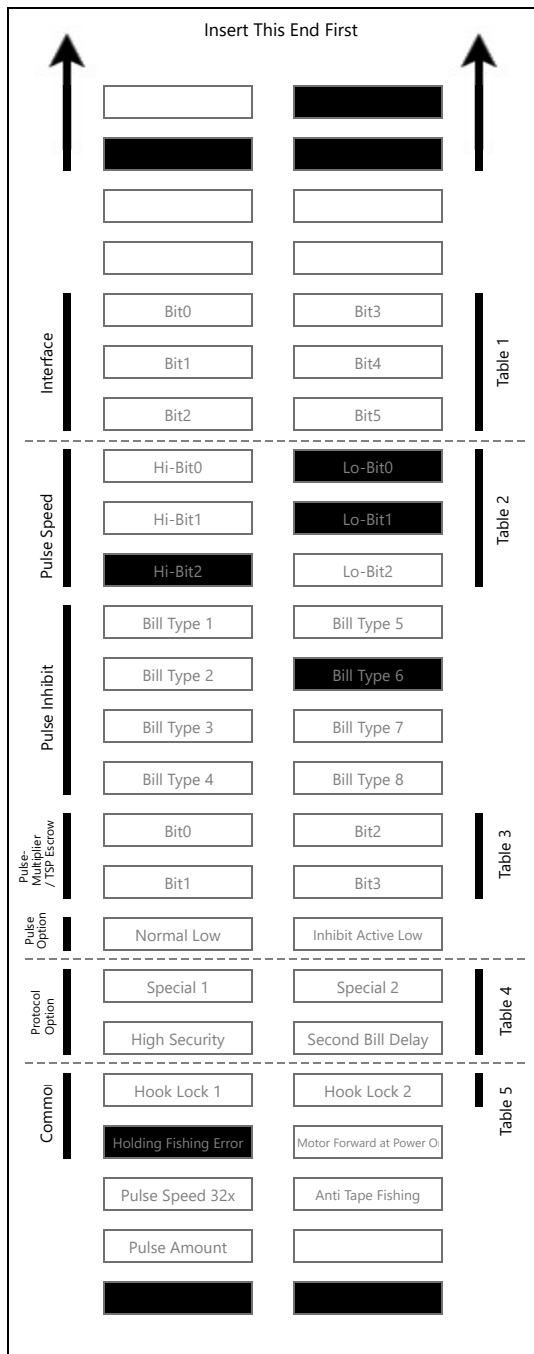 Insert This End First
Interface
Bit0 Bit3
Bit1 Bit4
Bit2 Bit5
Table 1
Pulse Speed
Hi-Bit0 Lo-Bit0
Hi-Bit1 Lo-Bit1
Hi-Bit2 Lo-Bit2
Table 2
Pulse Inhibit
Bill Type 1 Bill Type 5
Bill Type 2 Bill Type 6
Bill Type 3 Bill Type 7
Bill Type 4 Bill Type 8
Pulse-
Multiplier
/ TSP Escrow
Bit0 Bit2
Bit1 Bit3
Table 3
Pulse
Option
Normal Low Inhibit Active Low
Protocol
Option
Special 1 Special 2
High Security Second Bill Delay
Table 4
Hook Lock 1 Hook Lock 2
Table 5
Holding Fishing Error Motor Forward at Power
Pulse Speed 32x Anti Tape Fishing
Pulse Amount